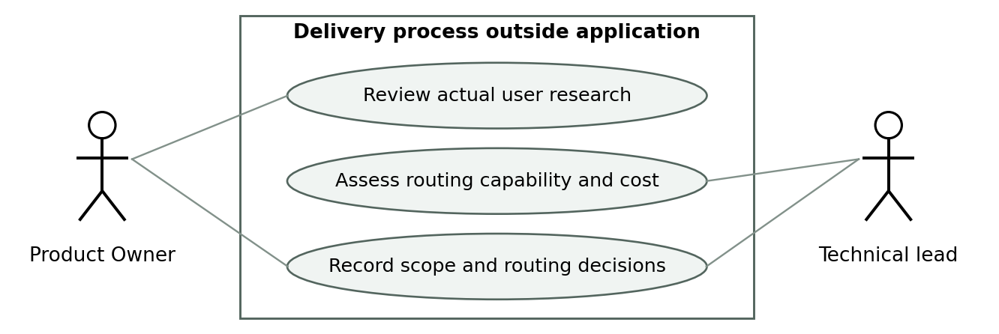 Delivery process outside application
Review actual user research
Assess routing capability and cost
Record scope and routing decisions
Product Owner
Technical lead